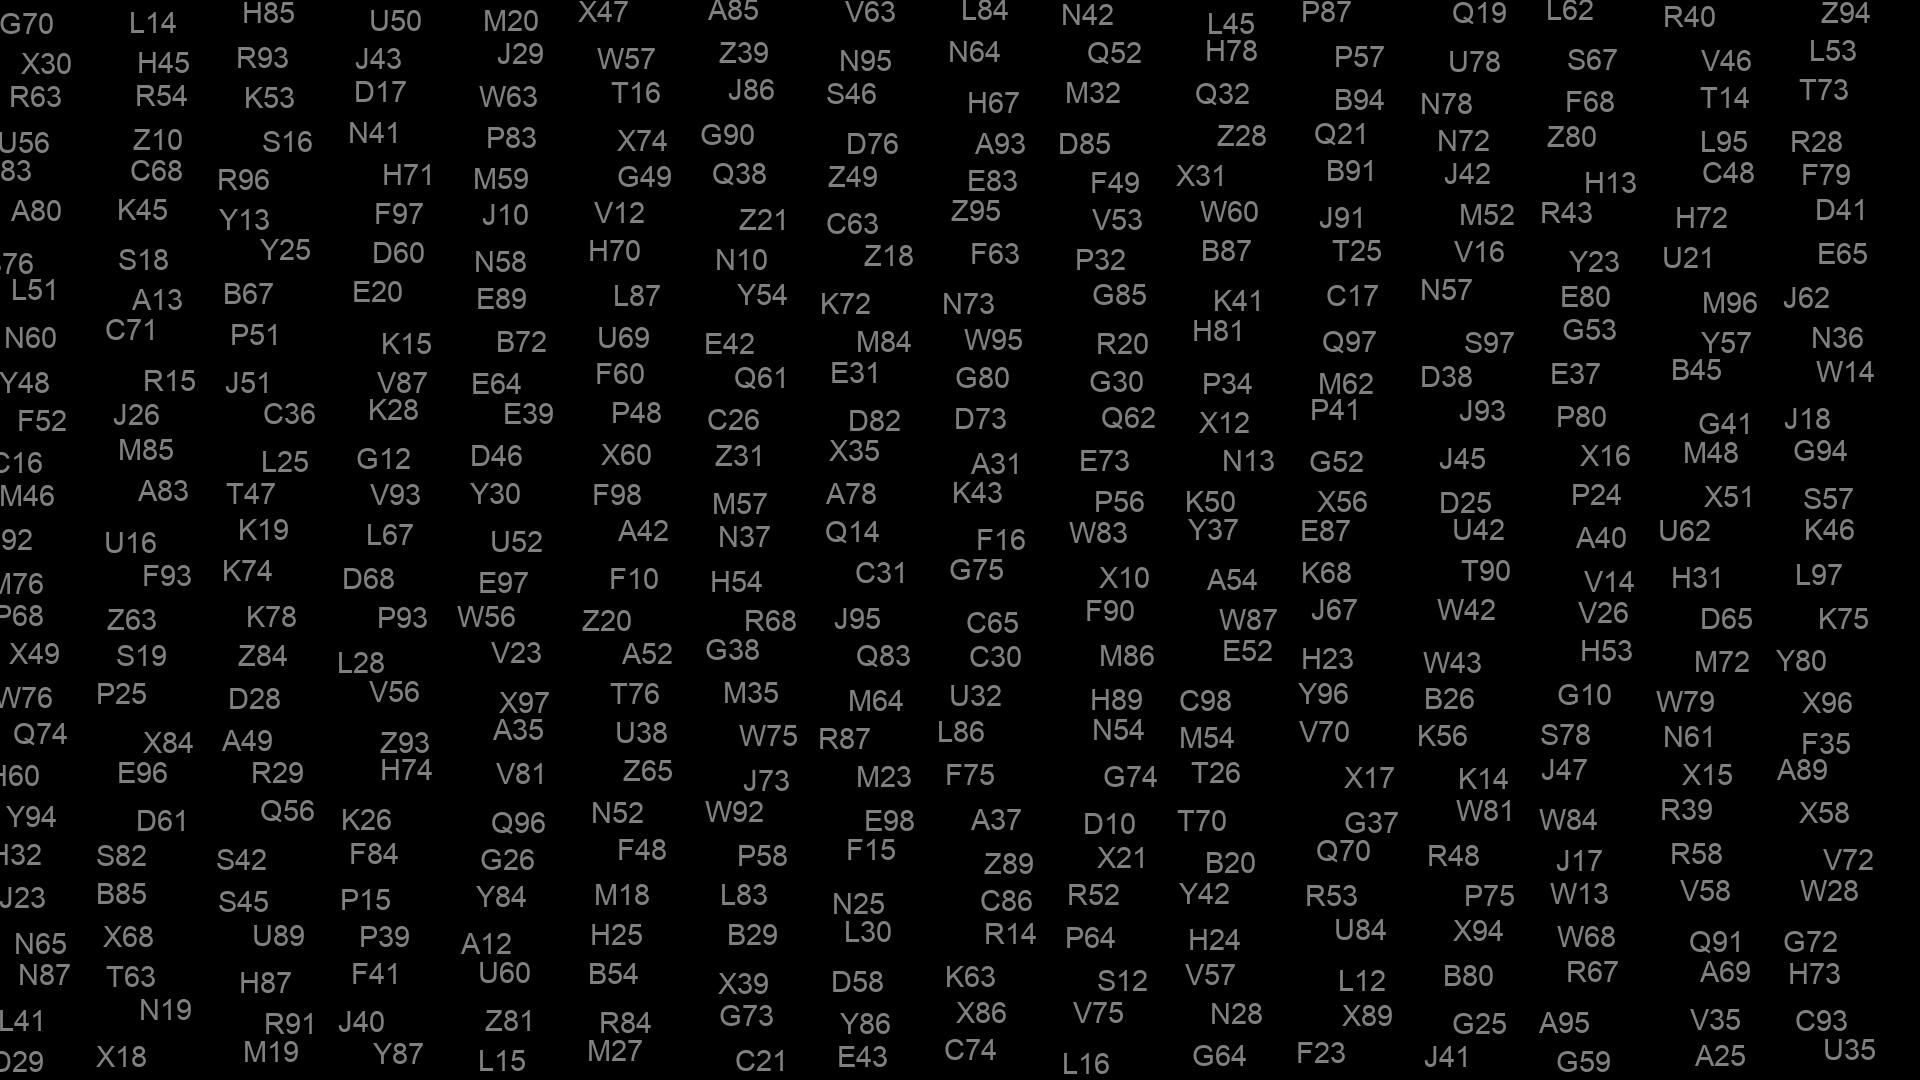 G70 L14 H85 U50 M20 X47 A85 V63 L84 N42 L45 P87 Q19 L62 R40 Z94
X30 H45 R93 J43 J29 W57 Z39 N95 N64 Q52 H78 P57 U78 S67 V46 L53
R63 R54 K53 D17 W63 T16 J86 S46 H67 M32 Q32 B94 N78 F68 T14 T73
U56 Z10 S16 N41 P83 X74 G90 D76 A93 D85 Z28 Q21 N72 Z80 L95 R28
83 C68 R96 H71 M59 G49 Q38 Z49 E83 F49 X31 B91 J42 H13 C48 F79
A80 K45 Y13 F97 J10 V12 Z21 C63 Z95 V53 W60 J91 M52 R43 H72 D41
76 S18 Y25 D60 N58 H70 N10 Z18 F63 P32 B87 T25 V16 Y23 U21 E65
L51 A13 B67 E20 E89 L87 Y54 K72 N73 G85 K41 C17 N57 E80 M96 J62
N60 C71 P51 K15 B72 U69 E42 M84 W95 R20 H81 Q97 S97 G53 Y57 N36
Y48 R15 J51 V87 E64 F60 Q61 E31 G80 G30 P34 M62 D38 E37 B45 W14
F52 J26 C36 K28 E39 P48 C26 D82 D73 Q62 X12 P41 J93 P80 G41 J18
C16 M85 L25 G12 D46 X60 Z31 X35 A31 E73 N13 G52 J45 X16 M48 G94
M46 A83 T47 V93 Y30 F98 M57 A78 K43 P56 K50 X56 D25 P24 X51 S57
92 U16 K19 L67 U52 A42 N37 Q14 F16 W83 Y37 E87 U42 A40 U62 K46
M76 F93 K74 D68 E97 F10 H54 C31 G75 X10 A54 K68 T90 V14 H31 L97
P68 Z63 K78 P93 W56 Z20 R68 J95 C65 F90 W87 J67 W42 V26 D65 K75
X49 S19 Z84 L28 V23 A52 G38 Q83 C30 M86 E52 H23 W43 H53 M72 Y80
W76 P25 D28 V56 X97 T76 M35 M64 U32 H89 C98 Y96 B26 G10 W79 X96
Q74 X84 A49 Z93 A35 U38 W75 R87 L86 N54 M54 V70 K56 S78 N61 F35
H60 E96 R29 H74 V81 Z65 J73 M23 F75 G74 T26 X17 K14 J47 X15 A89
Y94 D61 Q56 K26 Q96 N52 W92 E98 A37 D10 T70 G37 W81 W84 R39 X58
H32 S82 S42 F84 G26 F48 P58 F15 Z89 X21 B20 Q70 R48 J17 R58 V72
J23 B85 S45 P15 Y84 M18 L83 N25 C86 R52 Y42 R53 P75 W13 V58 W28
N65 X68 U89 P39 A12 H25 B29 L30 R14 P64 H24 U84 X94 W68 Q91 G72
N87 T63 H87 F41 U60 B54 X39 D58 K63 S12 V57 L12 B80 R67 A69 H73
L41 N19 R91 J40 Z81 R84 G73 Y86 X86 V75 N28 X89 G25 A95 V35 C93
D29 X18 M19 Y87 L15 M27 C21 E43 C74 L16 G64 F23 J41 G59 A25 U35